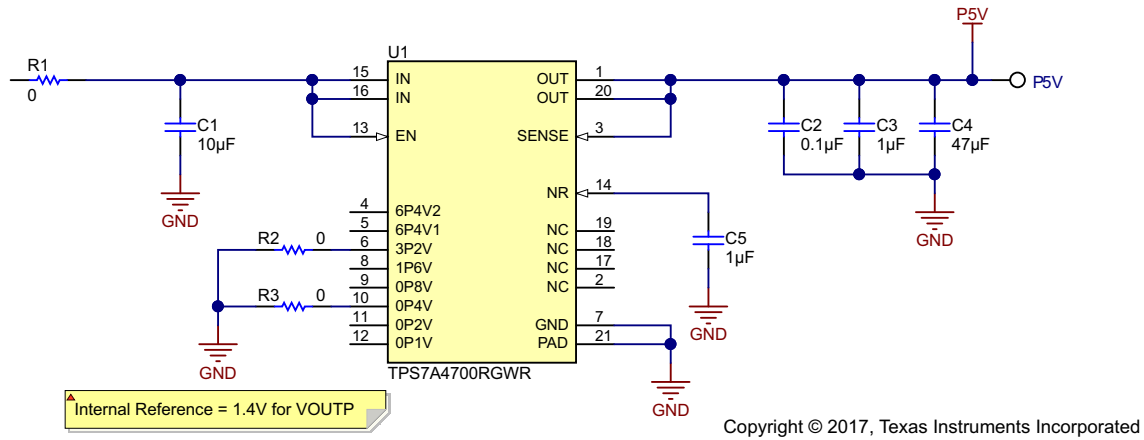 P5V
U1
R1
0
15
IN
OUT
1
P5V
16
IN
OUT
20
C1
10µF
13
EN
SENSE
3
C2
0.1µF
C3
1µF
C4
47µF
GND
NR
14
GND
4
6P4V2
5
6P4V1
NC
19
R2
0
6
3P2V
NC
18
C5
1µF
8
1P6V
NC
17
9
0P8V
NC
2
R3
0
10
0P4V
11
0P2V
GND
7
GND
12
0P1V
PAD
21
GND
TPS7A4700RGWR
GND
Internal Reference = 1.4V for VOUTP
Copyright © 2017, Texas Instruments Incorporated